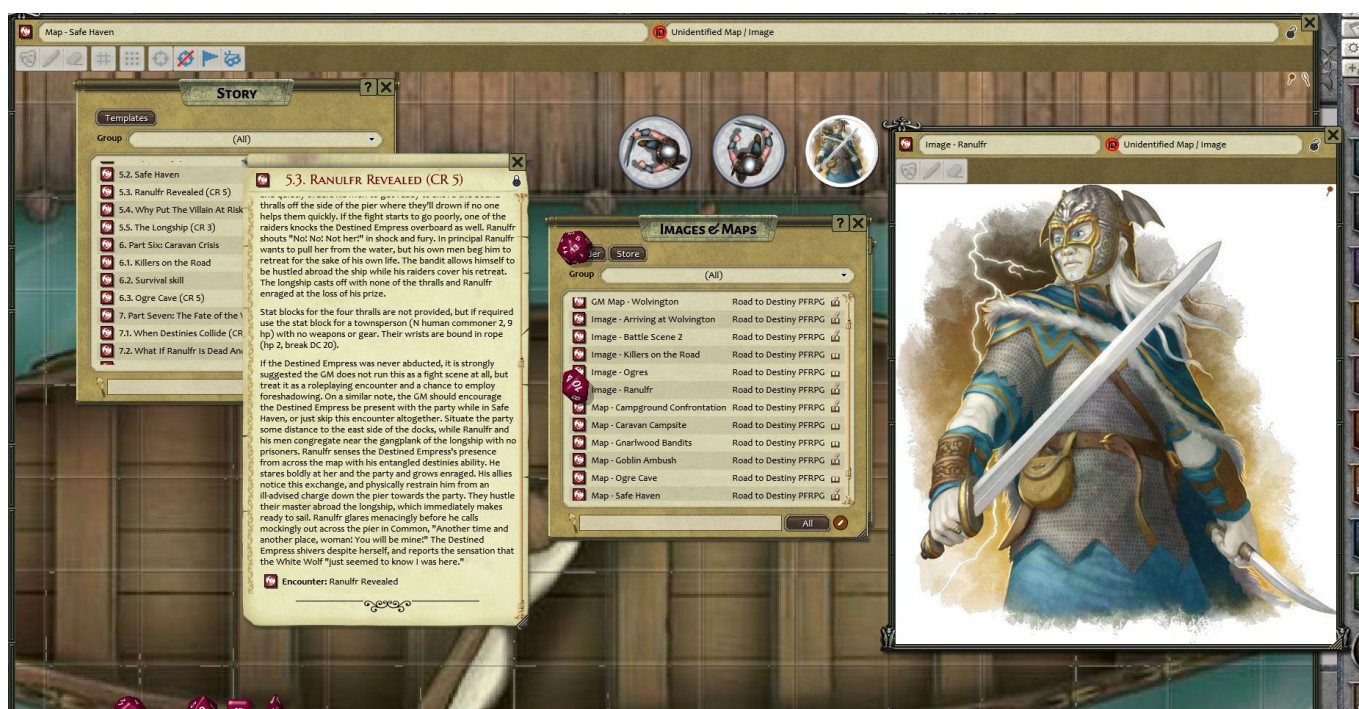 Map - Safe Haven
ID Unidentified Map / Image
STORY
?
Templates
Group
(All)
5.2. Safe Haven
5.3. Ranulfr Revealed (CR 5)
5.4. Why Put The Villain At Risk
5.5. The Longship (CR 3)
6. Part Six: Caravan Crisis
6.1. Killers on the Road
6.2. Survival skill
6.3. Ogre Cave (CR 5)
7. Part Seven: The Fate of the
7.1. When Destinies Collide (CR
7.2. What If Ranulfr Is Dead
5.3. RANULFR REVEALED (CR 5)
thralls off the side of the pier where they'll drown if no one
helps them quickly. If the fight starts to go poorly, one of the
raiders knocks the Destined Empress overboard as well. Ranulfr
shouts "No! No! Not her!" in shock and fury. In principal Ranulfr
wants to pull her from the water, but his own men beg him to
retreat for the sake of his own life. The bandit allows himself to
be hustled abroad the ship while his raiders cover his retreat.
The longship casts off with none of the thralls and Ranulfr
enraged at the loss of his prize.
Stat blocks for the four thralls are not provided, but if required
use the stat block for a townsperson (N human commoner 2, 9
hp) with no weapons or gear. Their wrists are bound in rope
(hp 2, break DC 20).
If the Destined Empress was never abducted, it is strongly
suggested the GM does not run this as a fight scene at all, but
treat it as a roleplaying encounter and a chance to employ
foreshadowing. On a similar note, the GM should encourage
the Destined Empress be present with the party while in Safe
Haven, or just skip this encounter altogether. Situate the party
some distance to the east side of the docks, while Ranulfr and
his men congregate near the gangplank of the longship with no
prisoners. Ranulfr senses the Destined Empress's presence
from across the map with his entangled destinies ability. He
stares boldly at her and the party and grows enraged. His allies
notice this exchange, and physically restrain him from an
ill-advised charge down the pier towards the party. They hustle
their master abroad the longship, which immediately makes
ready to sail. Ranulfr glares menacingly before he calls
mockingly out across the pier in Common, "Another time and
another place, woman! You will be mine!" The Destined
Empress shivers despite herself, and reports the sensation that
the White Wolf "just seemed to know I was here."
Encounter: Ranulfr Revealed
IMAGES & MAPS
?
Store
Group
(All)
GM Map - Wolvington Road to Destiny PFRPG
Image - Arriving at Wolvington Road to Destiny PFRPG
Image - Battle Scene 2 Road to Destiny PFRPG
Image - Killers on the Road Road to Destiny PFRPG
Image - Ogres Road to Destiny PFRPG
Image - Ranulfr Road to Destiny PFRPG
Map - Campground Confrontation Road to Destiny PFRPG
Map - Caravan Campsite Road to Destiny PFRPG
Map - Gnarlwood Bandits Road to Destiny PFRPG
Map - Goblin Ambush Road to Destiny PFRPG
Map - Ogre Cave Road to Destiny PFRPG
Map - Safe Haven Road to Destiny PFRPG
All
Image - Ranulfr
ID Unidentified Map / Image